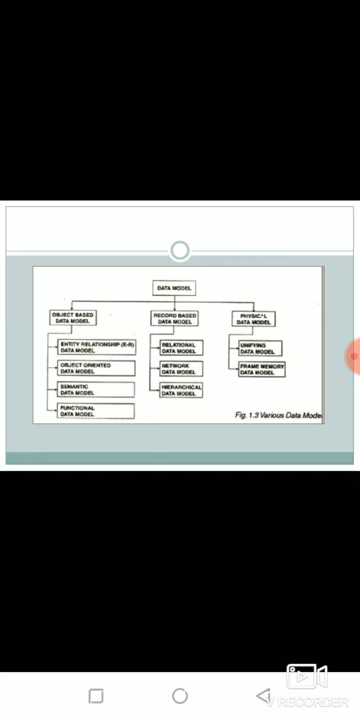 DATA MODEL
OBJECT BASED
DATA MODEL
RECORD BASED
DATA MODEL
PHYSICAL
DATA MODEL
ENTITY RELATIONSHIP (E-R)
DATA MODEL
OBJECT ORIENTED
DATA MODEL
SEMANTIC
DATA MODEL
FUNCTIONAL
DATA MODEL
RELATIONAL
DATA MODEL
NETWORK
DATA MODEL
HIERARCHICAL
DATA MODEL
UNIFYING
DATA MODEL
FRAME MEMORY
DATA MODEL
Fig. 1.3 Various Data Model
RECORDER